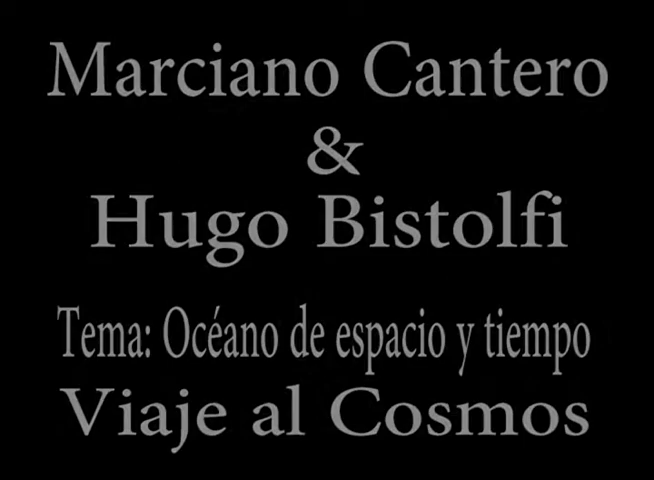 Marciano Cantero
&
Hugo Bistolfi
Tema: Océano de espacio y tiempo
Viaje al Cosmos